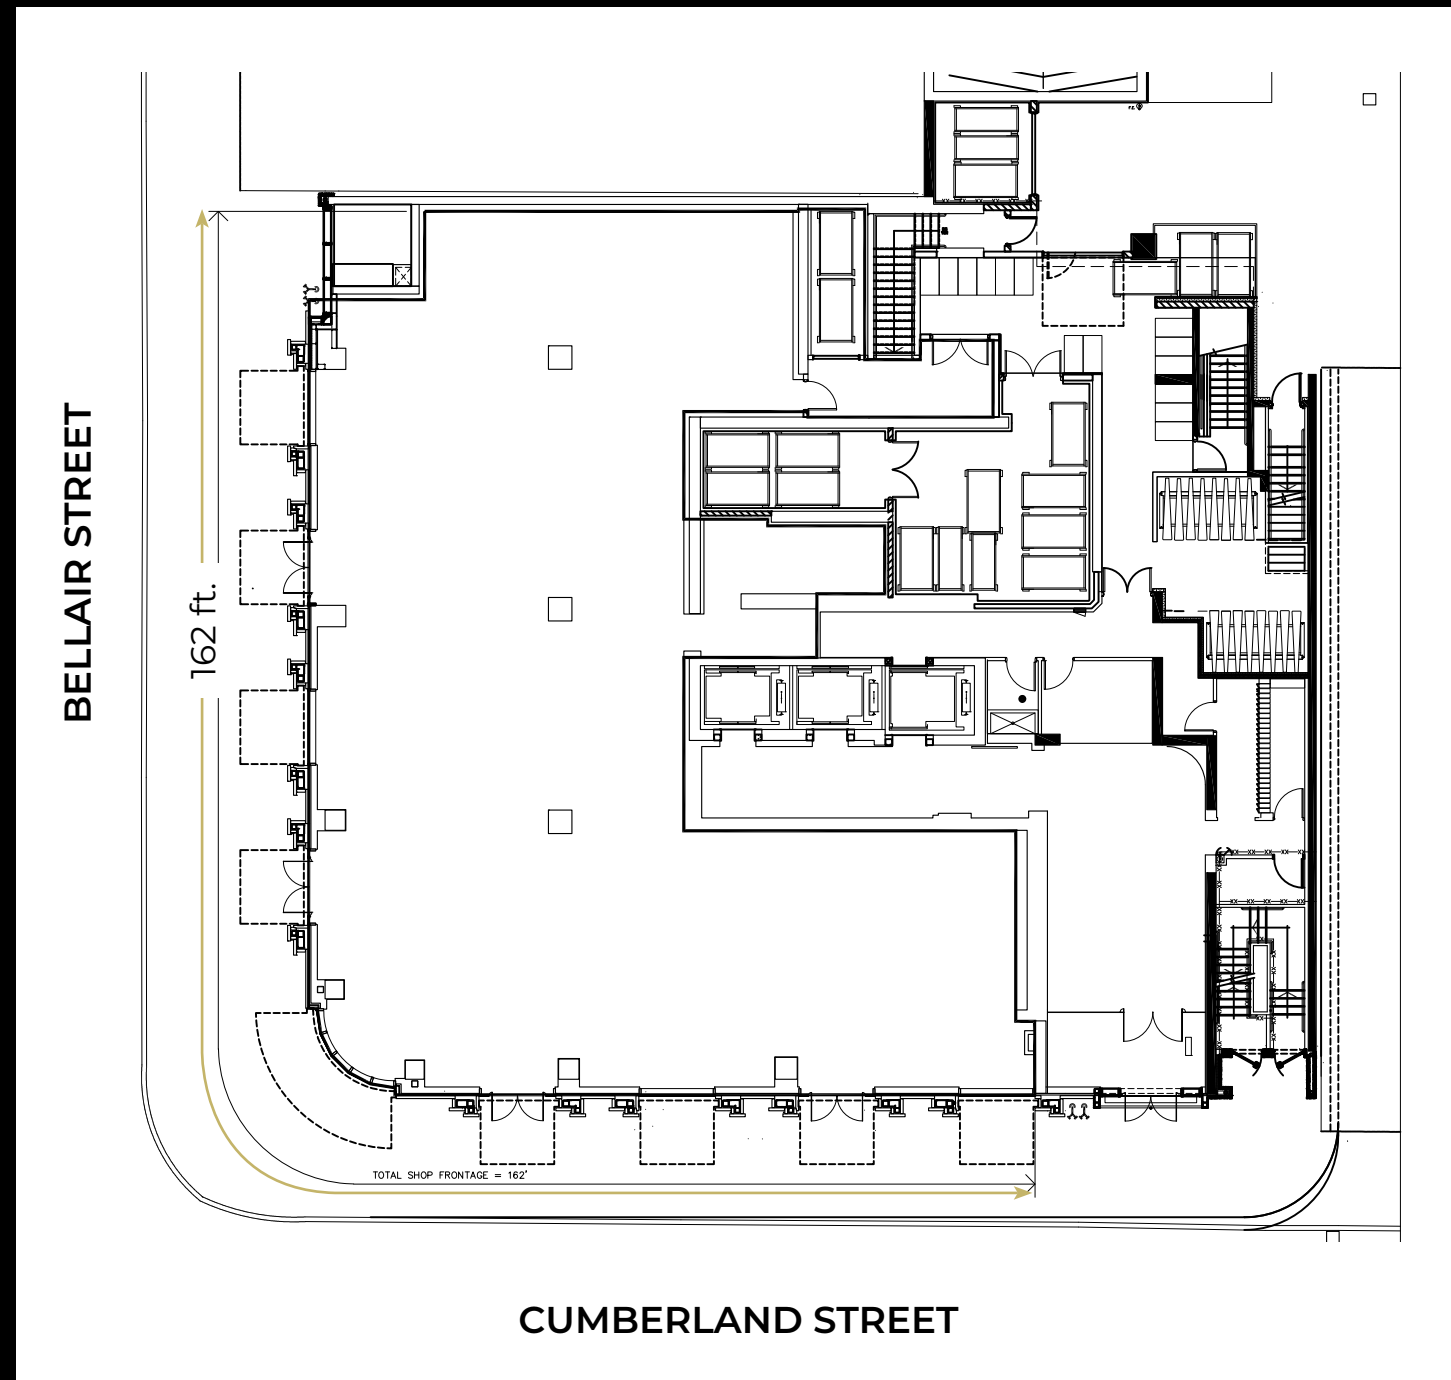 F.E.
BELLAIR STREET
162 ft.
TOTAL SHOP FRONTAGE = 162'
CUMBERLAND STREET